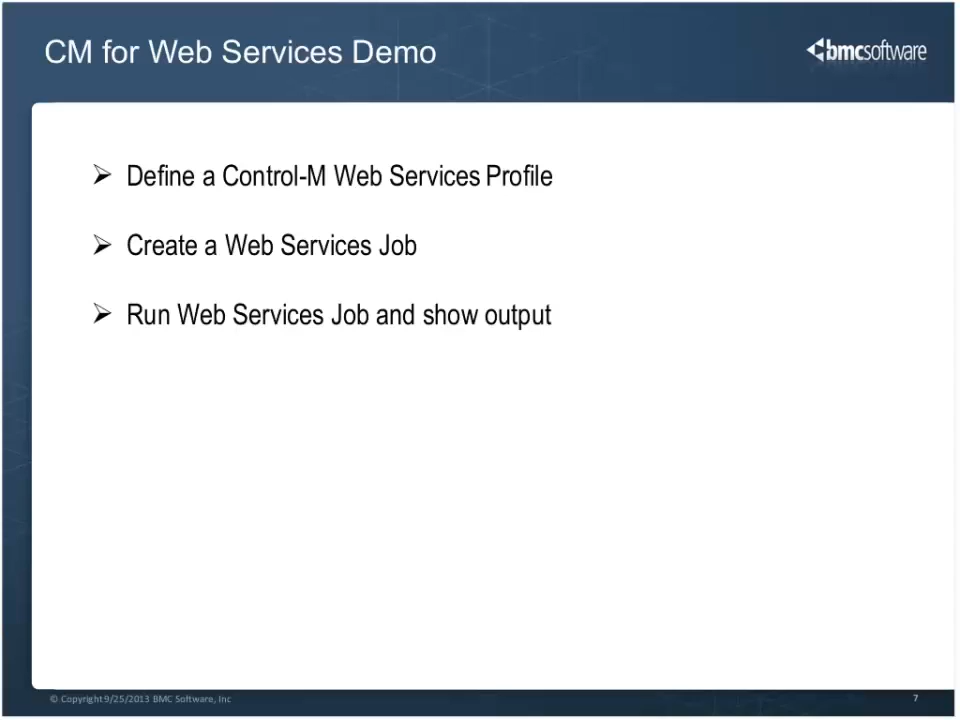 CM for Web Services Demo
bmcsoftware
➢ Define a Control-M Web Services Profile
➢ Create a Web Services Job
➢ Run Web Services Job and show output
© Copyright 9/25/2013 BMC Software, Inc
7